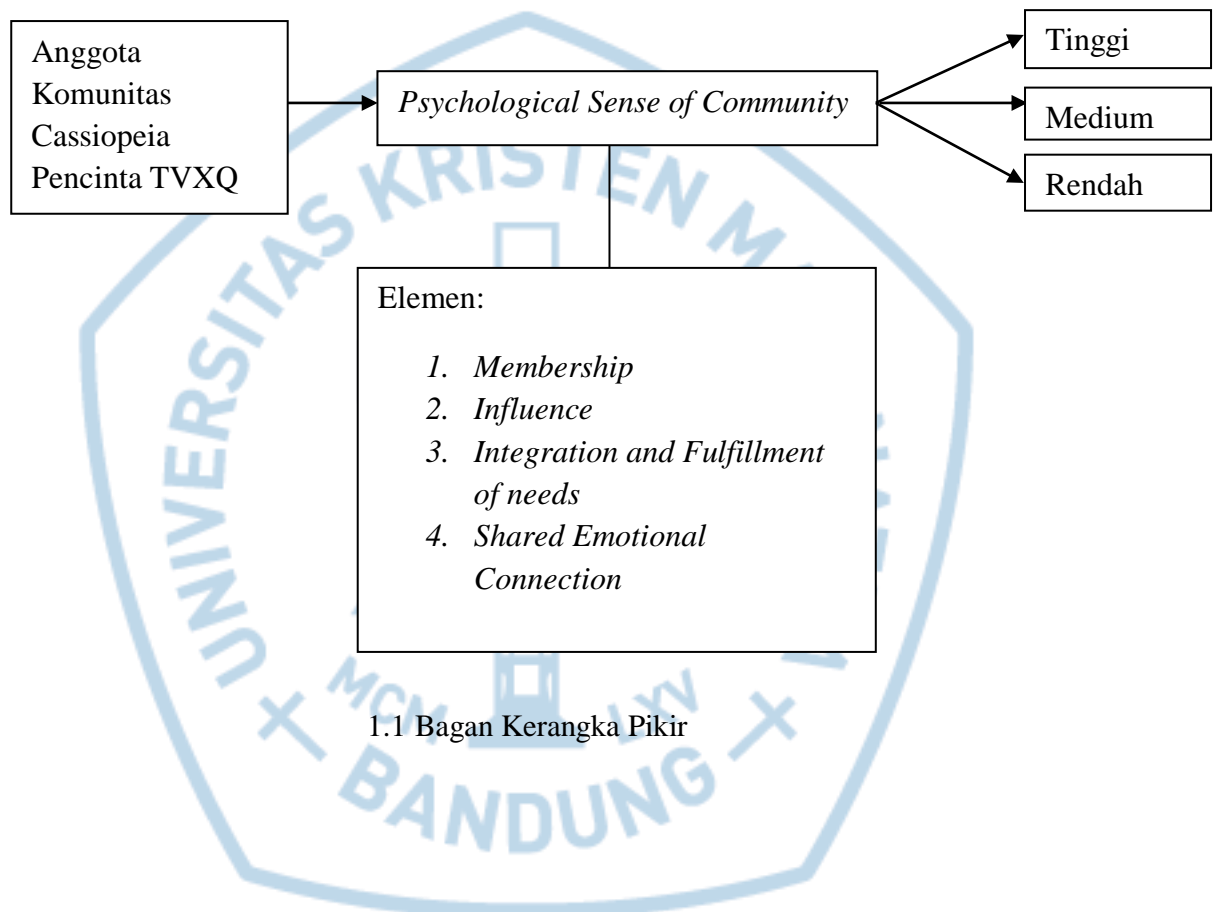 Anggota
Komunitas
Cassiopeia
Pencinta TVXQ
Psychological Sense of Community
Tinggi
Medium
Rendah
Elemen:
1. Membership
2. Influence
3. Integration and Fulfillment
of needs
4. Shared Emotional
Connection
1.1 Bagan Kerangka Pikir
UNIVERSITAS KRISTEN
MCM LXV
BANDUNG